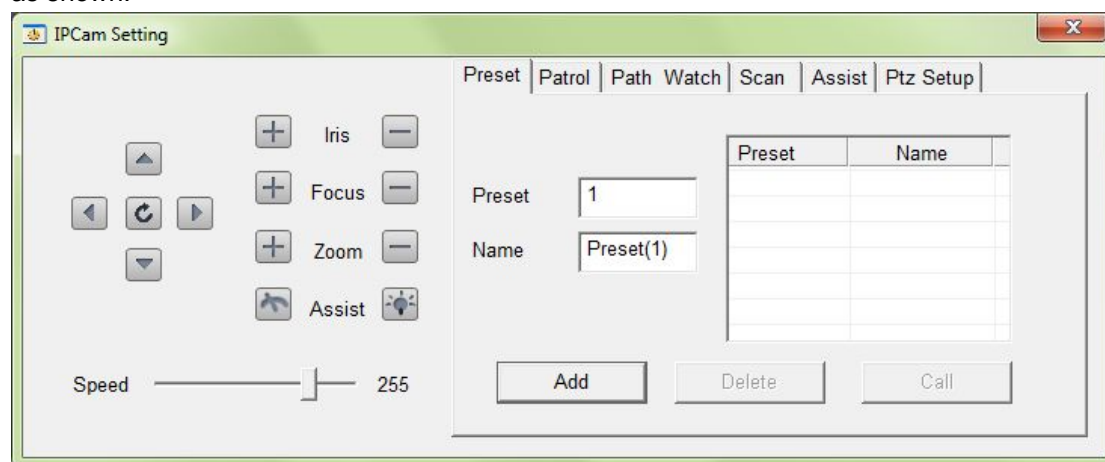 as shown.
IPCam Setting
Preset Patrol Path Watch Scan Assist Ptz Setup
Iris
Focus
Zoom
Assist
Speed 255
Preset 1
Name Preset(1)
Preset Name
Add Delete Call